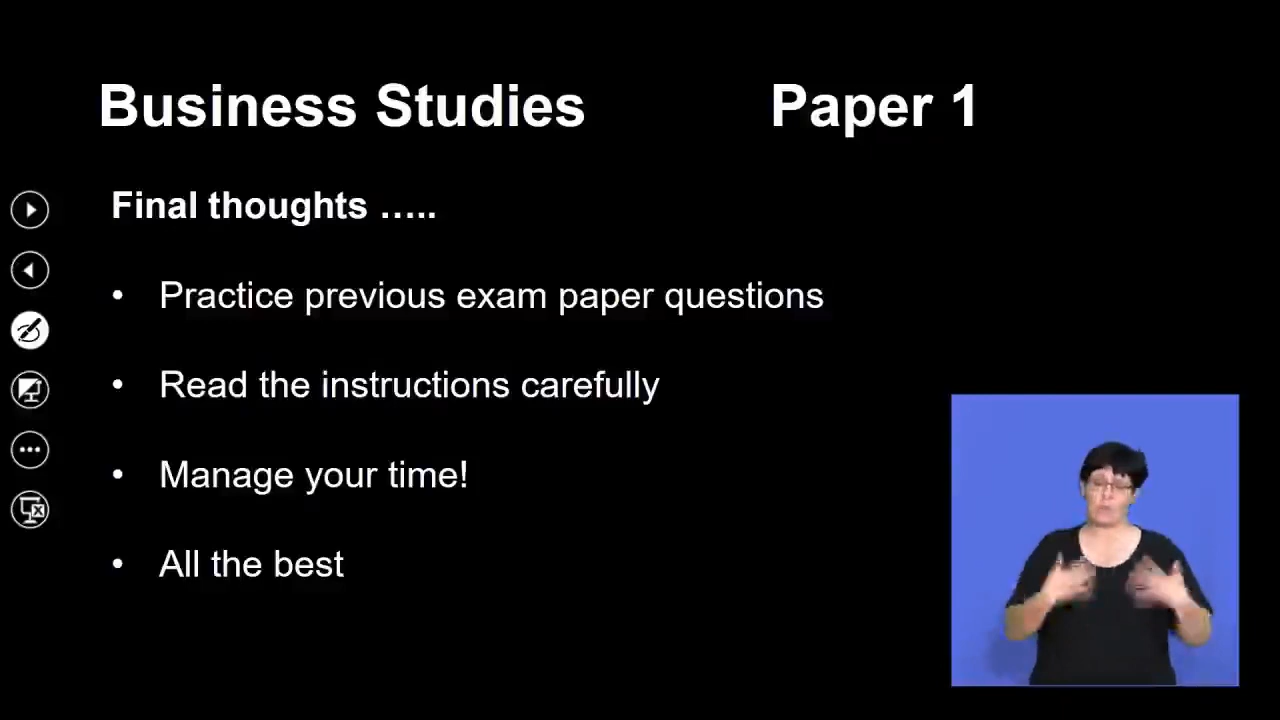 Business Studies Paper 1
Final thoughts …..
• Practice previous exam paper questions
• Read the instructions carefully
• Manage your time!
• All the best